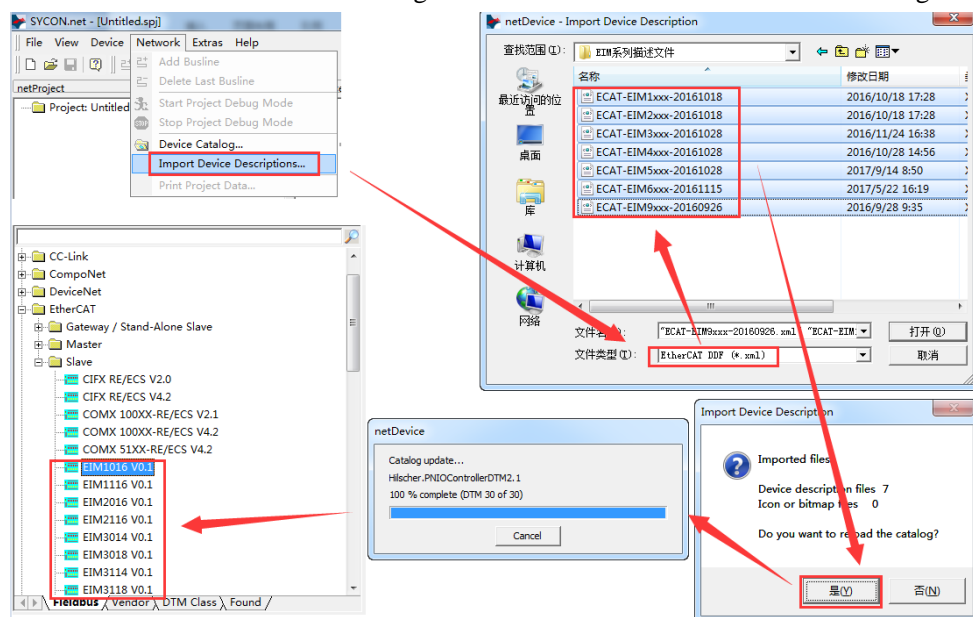 SYCON.net - [Untitled.spj]
File View Device Network Extras Help
Add Busline
Delete Last Busline
netProject
Project: Untitled
Start Project Debug Mode
Stop Project Debug Mode
Device Catalog...
Import Device Descriptions...
Print Project Data...
netDevice - Import Device Description
查找范围(I):
EIM系列描述文件
名称
修改日期
最近访问的位置
桌面
库
计算机
网络
ECAT-EIM1xxx-20161018
2016/10/18 17:28
ECAT-EIM2xxx-20161018
2016/10/18 17:28
ECAT-EIM3xxx-20161028
2016/11/24 16:38
ECAT-EIM4xxx-20161028
2016/10/28 14:56
ECAT-EIM5xxx-20161028
2017/9/14 8:50
ECAT-EIM6xxx-20161115
2017/5/22 16:19
ECAT-EIM9xxx-20160926
2016/9/28 9:35
"ECAT-EIM9xxx-20160926.xml "ECAT-EIM:
打开(O)
文件类型(T):
EtherCAT DDF (*.xml)
取消
CC-Link
CompoNet
DeviceNet
EtherCAT
Gateway / Stand-Alone Slave
Master
Slave
CIFX RE/ECS V2.0
CIFX RE/ECS V4.2
COMX 100XX-RE/ECS V2.1
COMX 100XX-RE/ECS V4.2
COMX 51XX-RE/ECS V4.2
EIM1016 V0.1
EIM1116 V0.1
EIM2016 V0.1
EIM2116 V0.1
EIM3014 V0.1
EIM3018 V0.1
EIM3114 V0.1
EIM3118 V0.1
Fieldbus Vendor DTM Class Found
netDevice
Catalog update...
Hilscher.PNIOControllerDTM2.1
100 % complete (DTM 30 of 30)
Cancel
Import Device Description
Imported files
Device description files 7
Icon or bitmap files 0
Do you want to reload the catalog?
是(Y)
否(N)